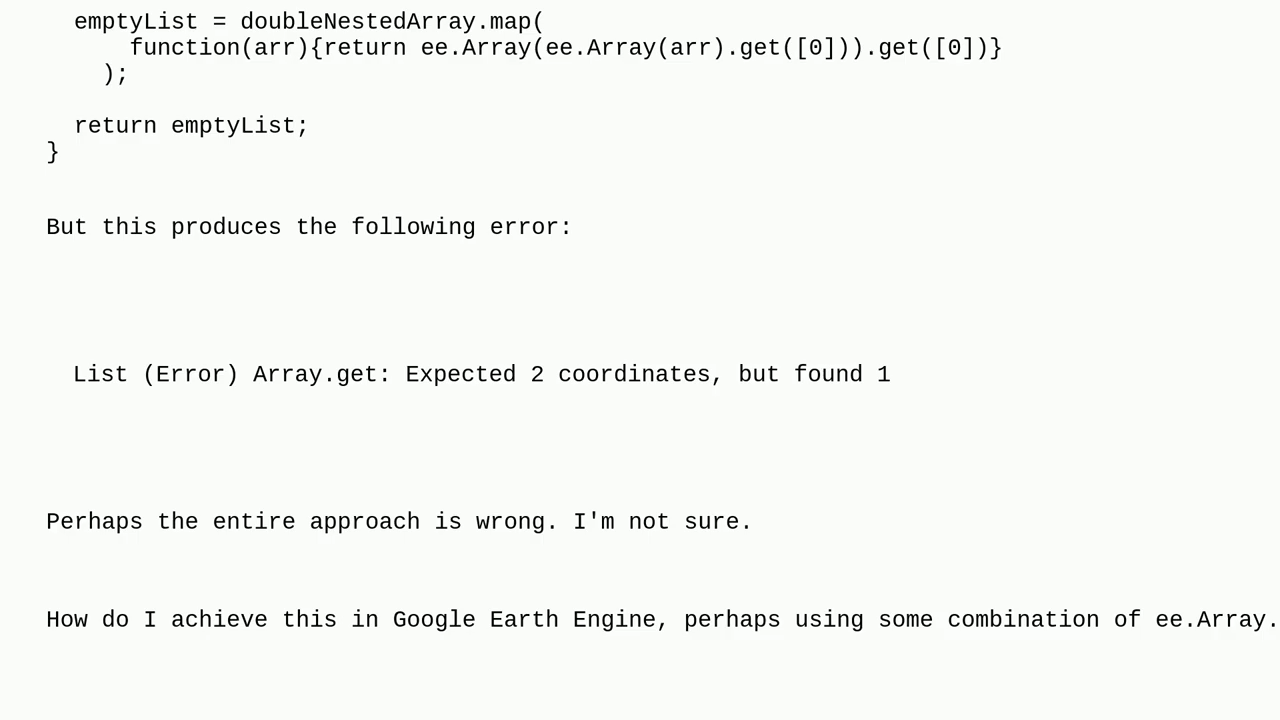 emptyList = doubleNestedArray.map(
function(arr){return ee.Array(ee.Array(arr).get([0])).get([0])}
);
return emptyList;
}
But this produces the following error:
List (Error) Array.get: Expected 2 coordinates, but found 1
Perhaps the entire approach is wrong. I'm not sure.
How do I achieve this in Google Earth Engine, perhaps using some combination of ee.Array.